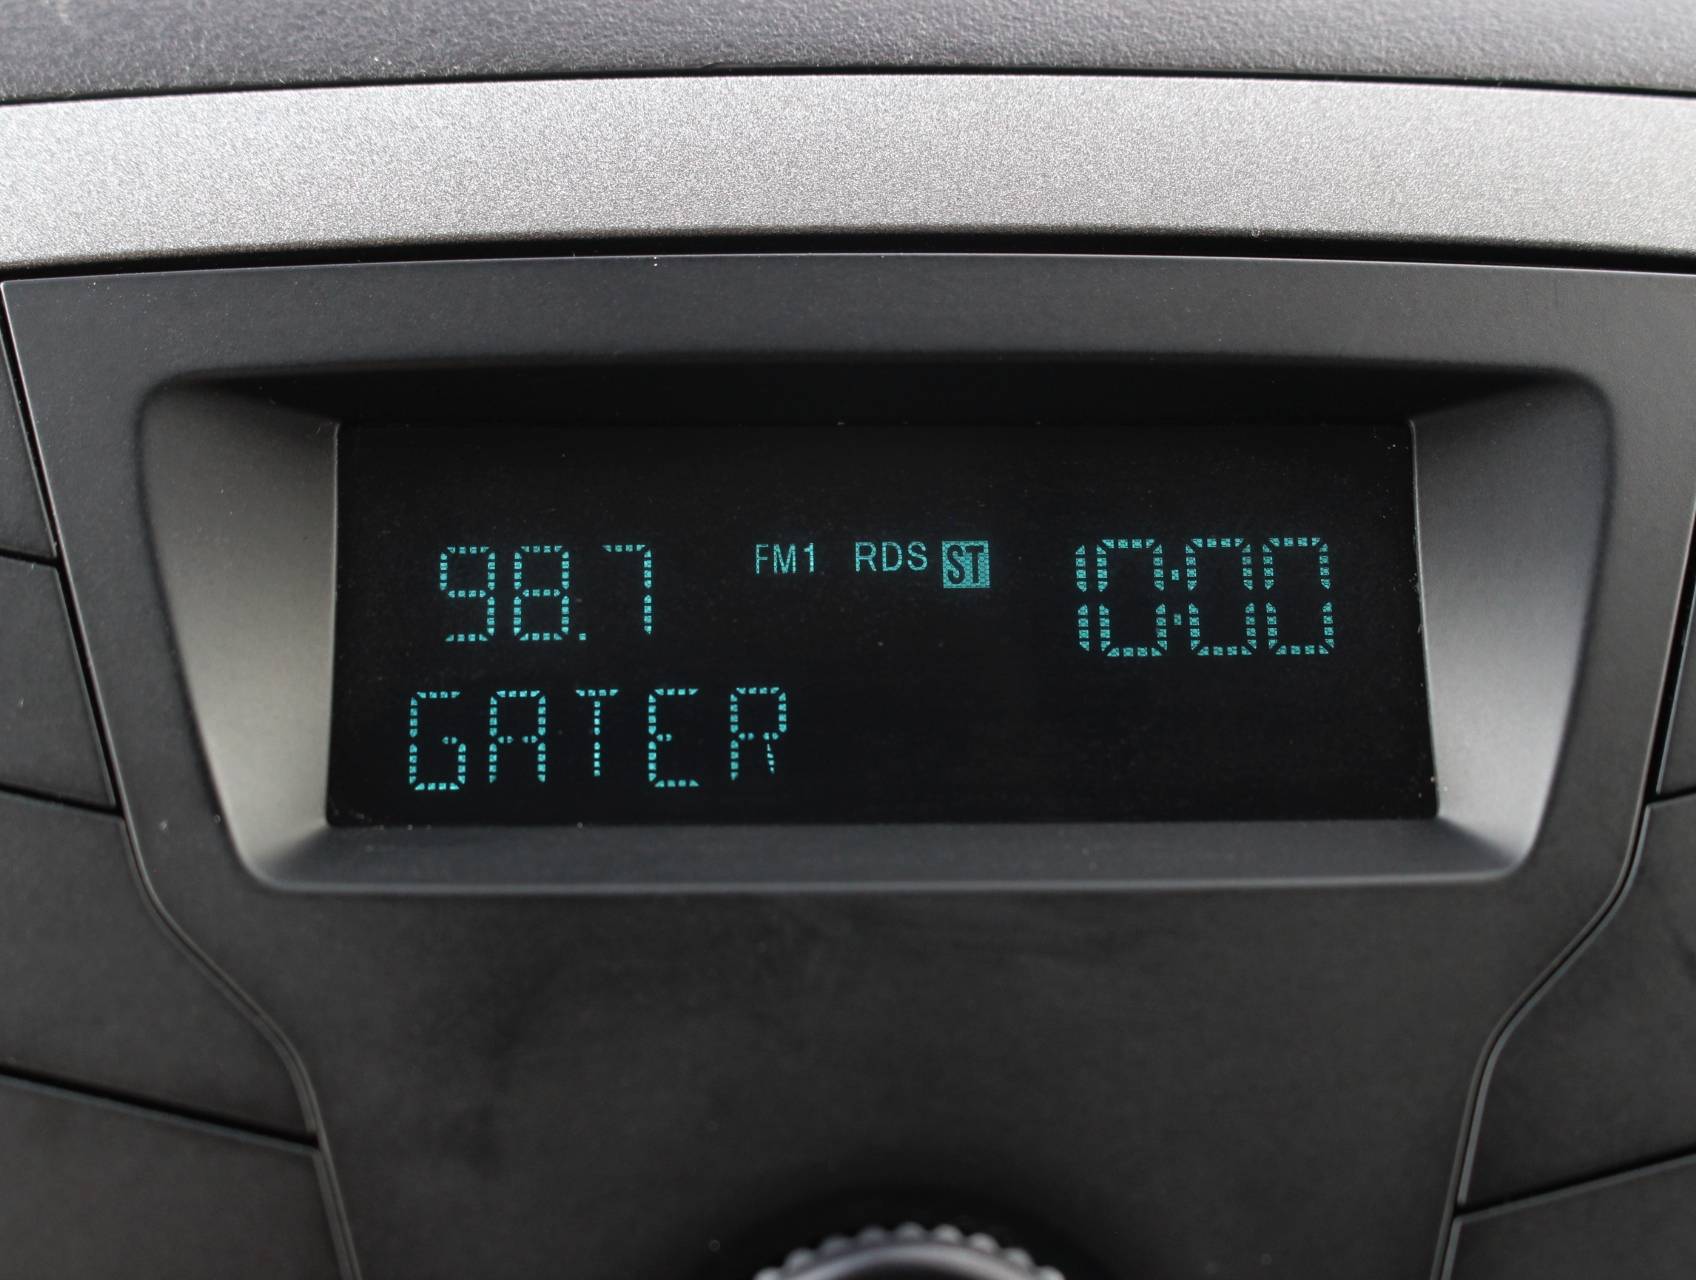 98.7 FM1 RDS ST 10:00
GATER